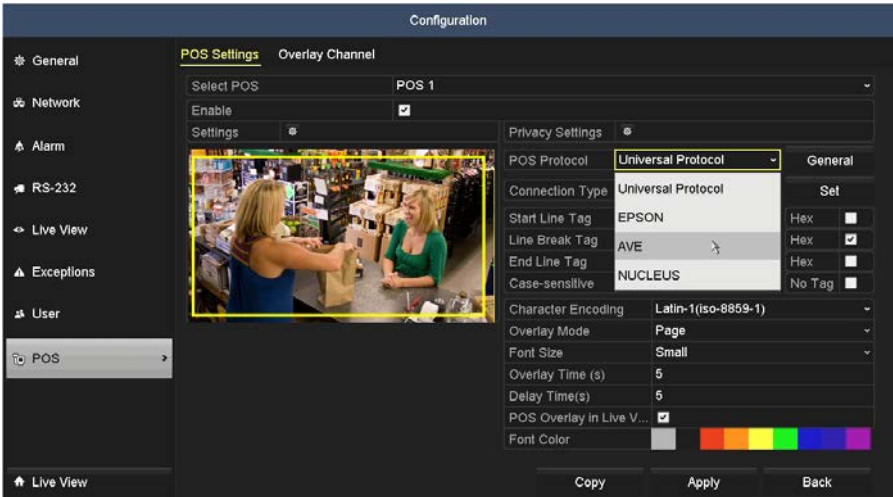 Configuration
General
Network
Alarm
RS-232
Live View
Exceptions
User
POS
Live View
POS Settings Overlay Channel
Select POS POS 1
Enable
Settings Privacy Settings
POS Protocol Universal Protocol General
Connection Type Universal Protocol Set
Start Line Tag EPSON Hex
Line Break Tag AVE Hex
End Line Tag Hex
Case-sensitive NUCLEUS No Tag
Character Encoding Latin-1(iso-8859-1)
Overlay Mode Page
Font Size Small
Overlay Time (s) 5
Delay Time(s) 5
POS Overlay in Live V...
Font Color
Copy Apply Back